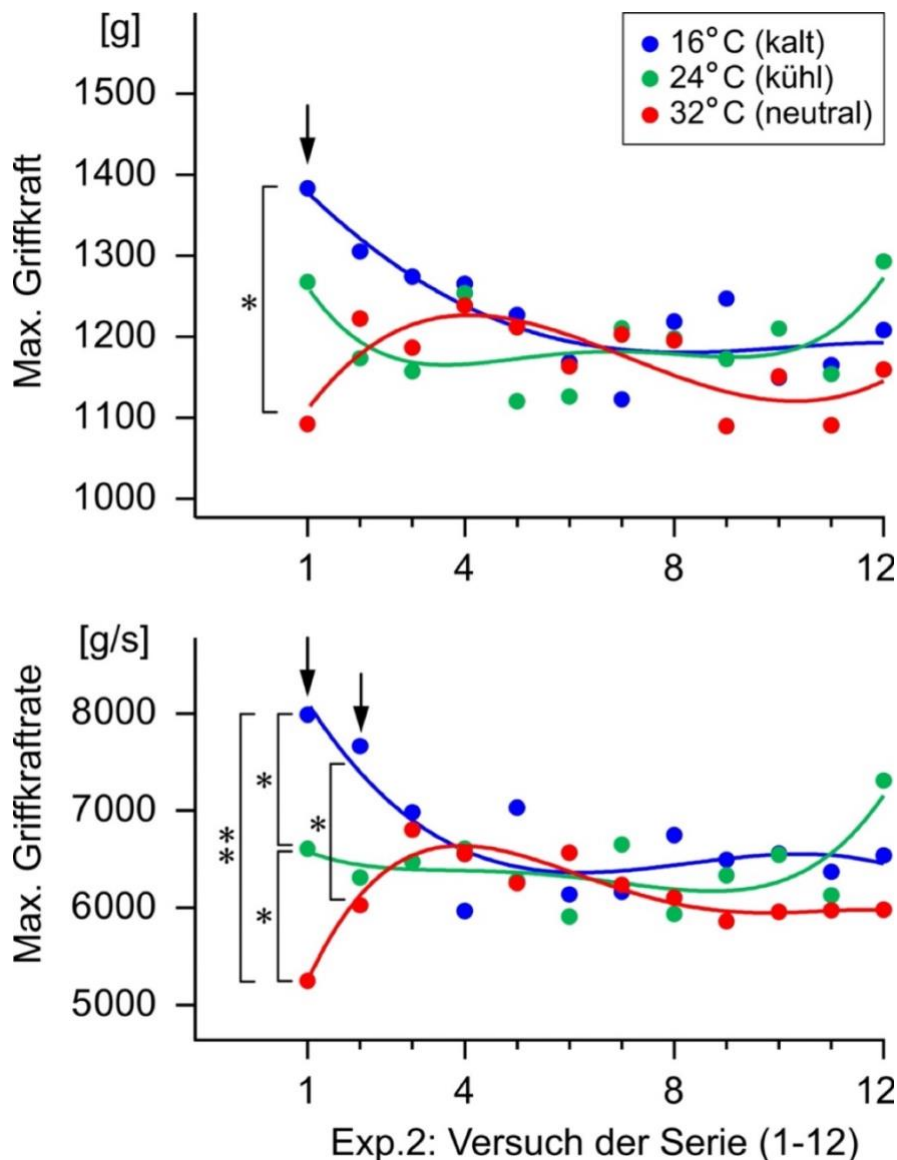 [g]
16°C (kalt)
24°C (kühl)
32°C (neutral)
Max. Griffkraft
1500
1400
1300
1200
1100
1000
*
1 4 8 12
[g/s]
Max. Griffkraftrate
8000
7000
6000
5000
**
*
*
*
1 4 8 12
Exp.2: Versuch der Serie (1-12)